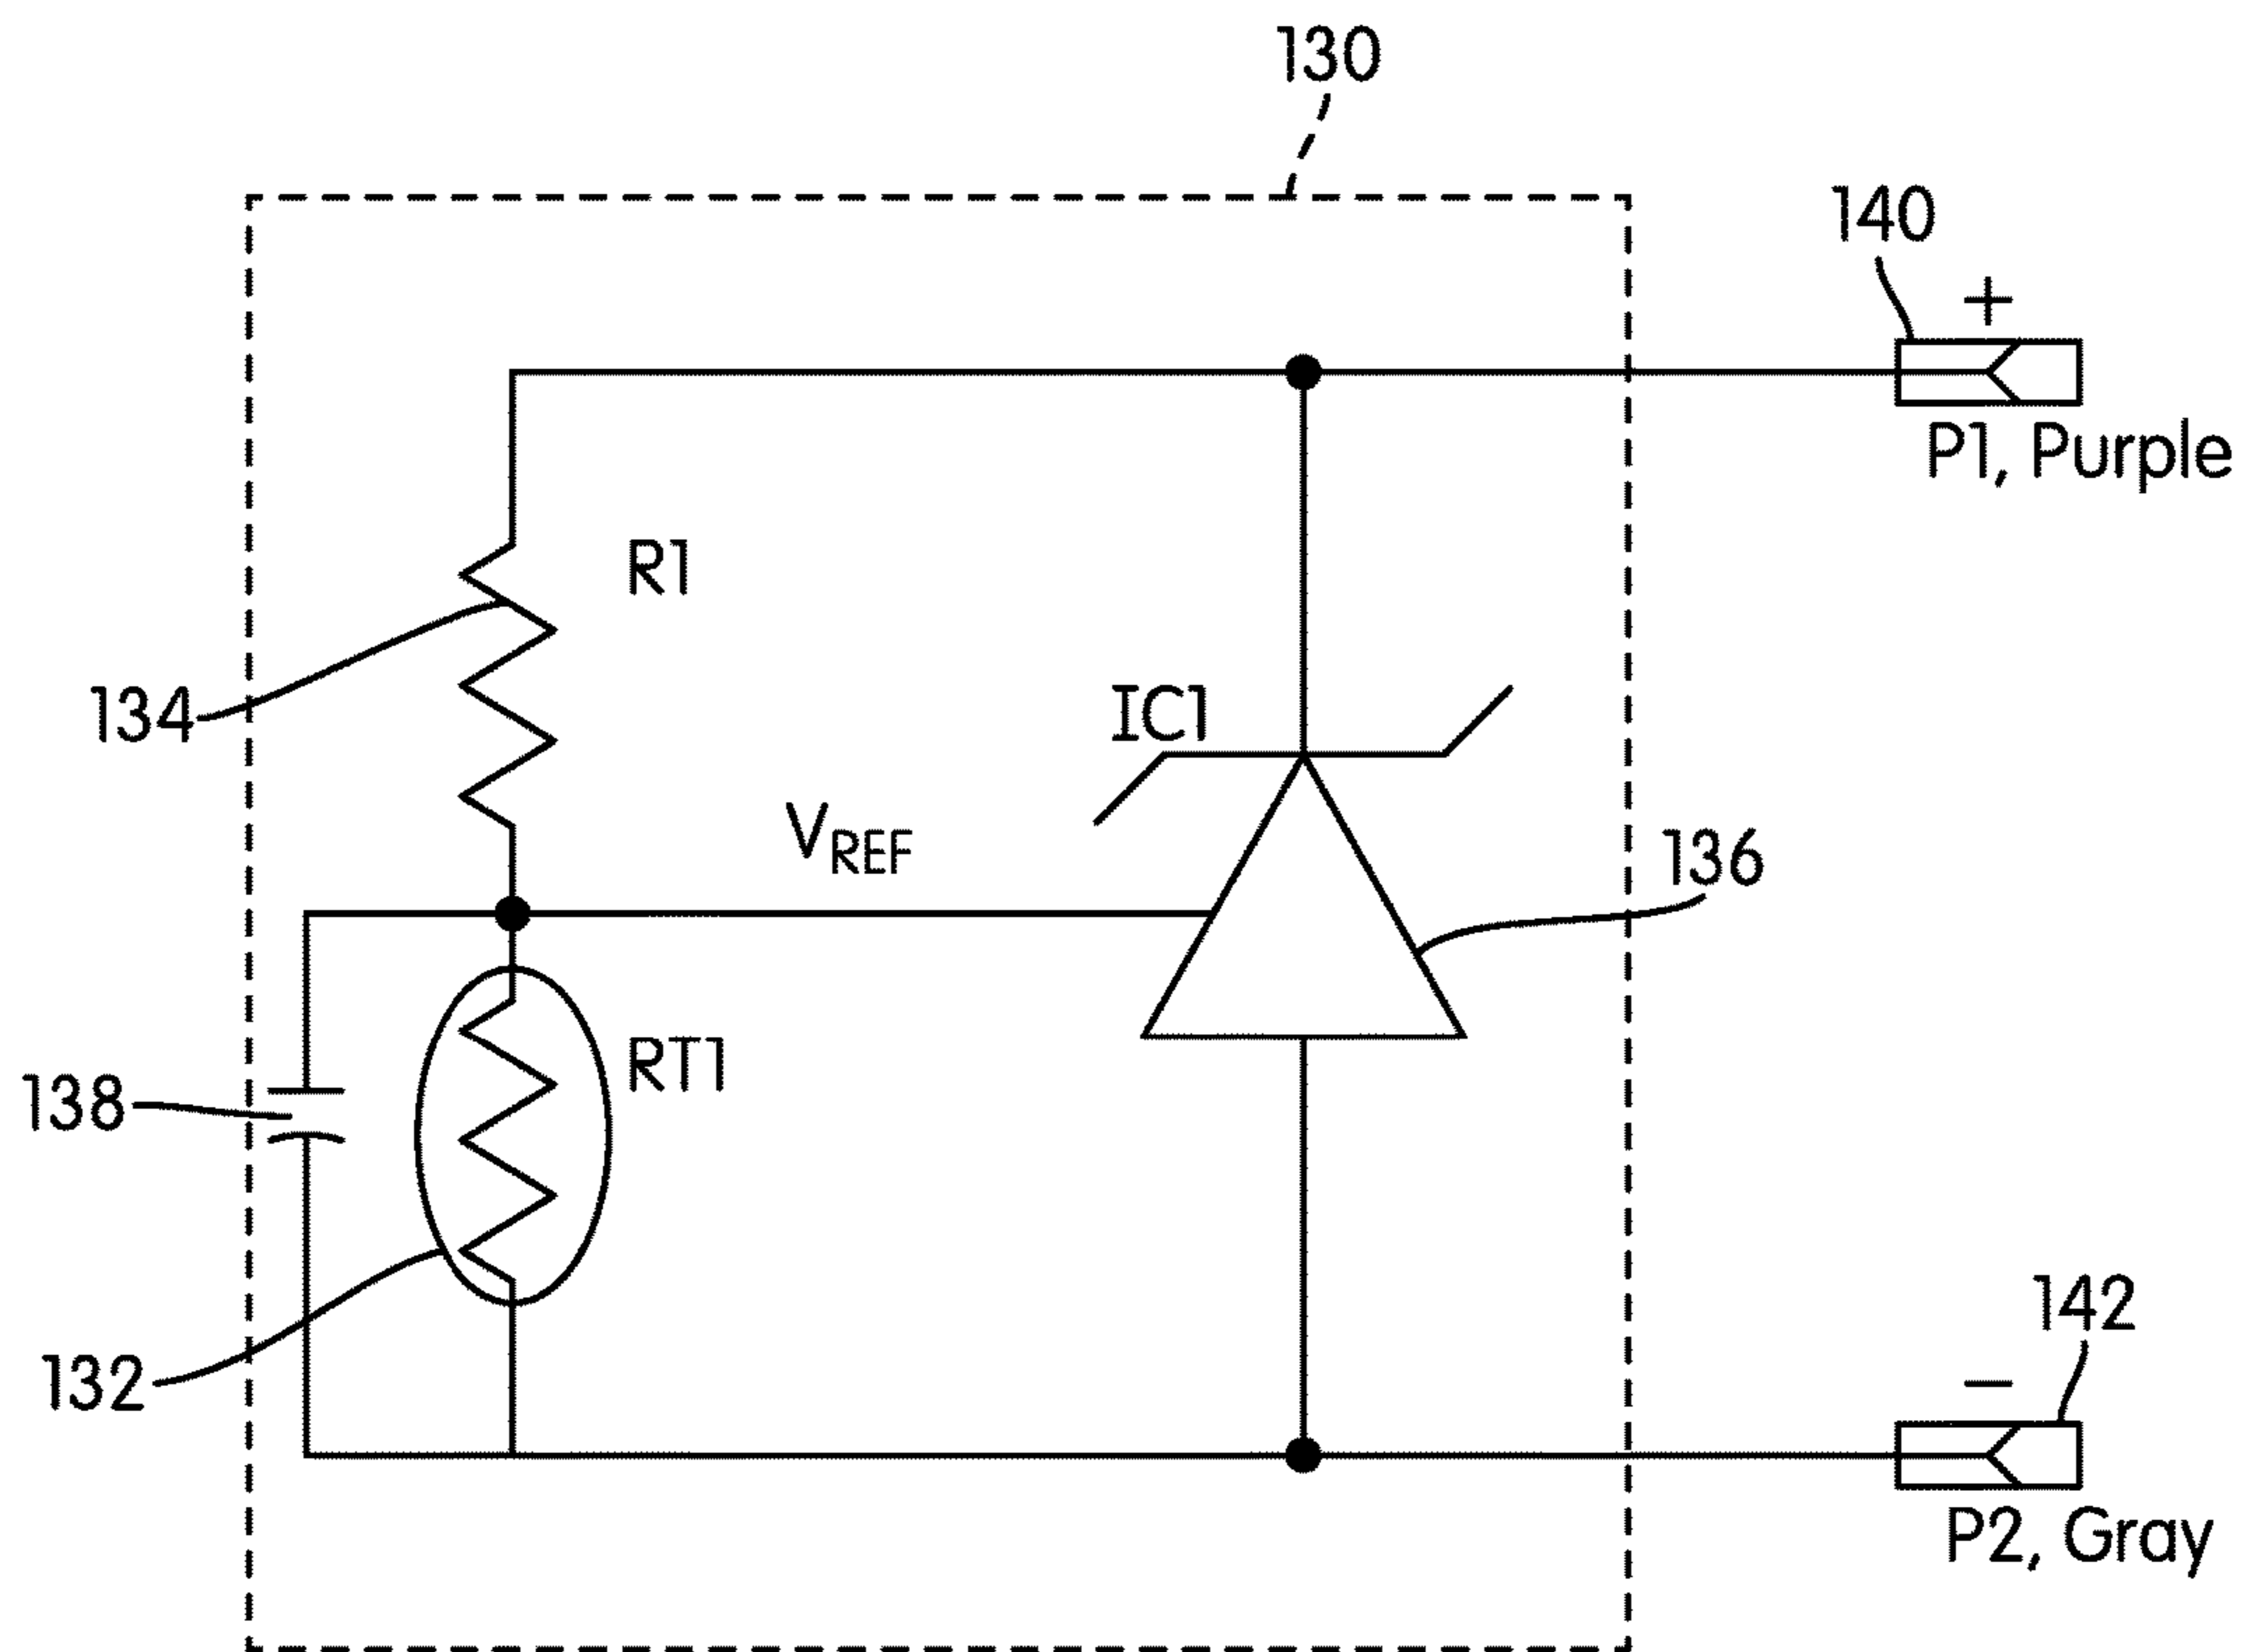 130
140
+
P1, Purple
R1
134
IC1
VREF
136
RT1
138
142
132
−
P2, Gray